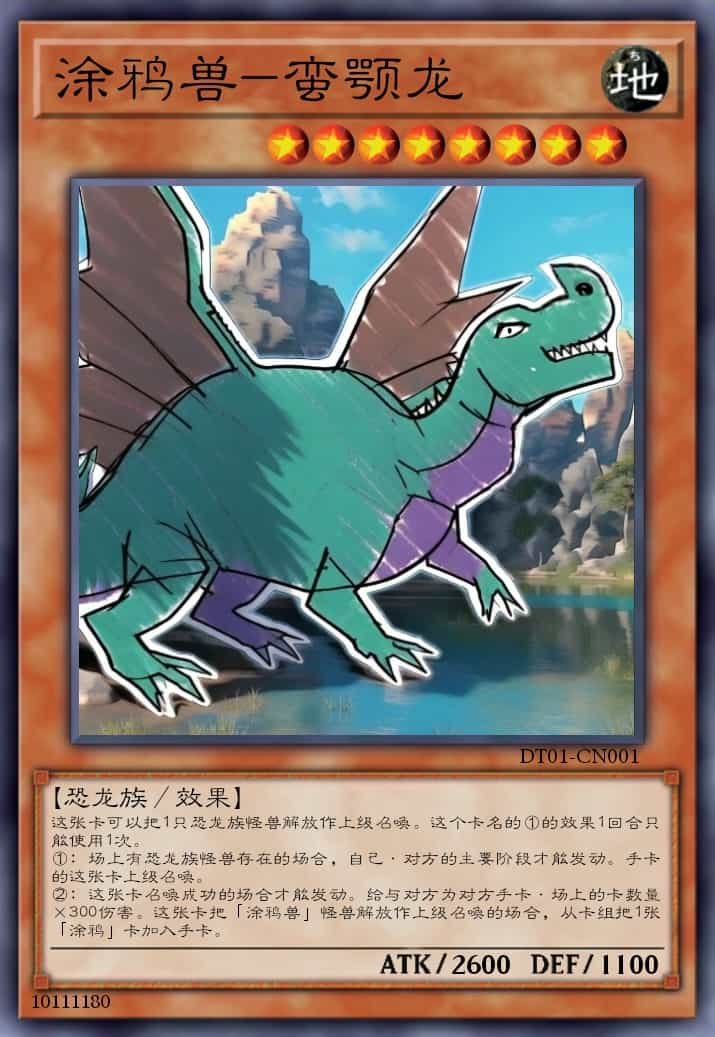 涂鸦兽-蛮颚龙
ち
地
DT01-CN001
【恐龙族/效果】
这张卡可以把1只恐龙族怪兽解放作上级召唤。这个卡名的①的效果1回合只
能使用1次。
①：场上有恐龙族怪兽存在的场合，自己·对方的主要阶段才能发动。手卡
的这张卡上级召唤。
②：这张卡召唤成功的场合才能发动。给与对方为对方手卡·场上的卡数量
×300伤害。这张卡把「涂鸦兽」怪兽解放作上级召唤的场合，从卡组把1张
「涂鸦」卡加入手卡。
ATK/2600 DEF/1100
10111180